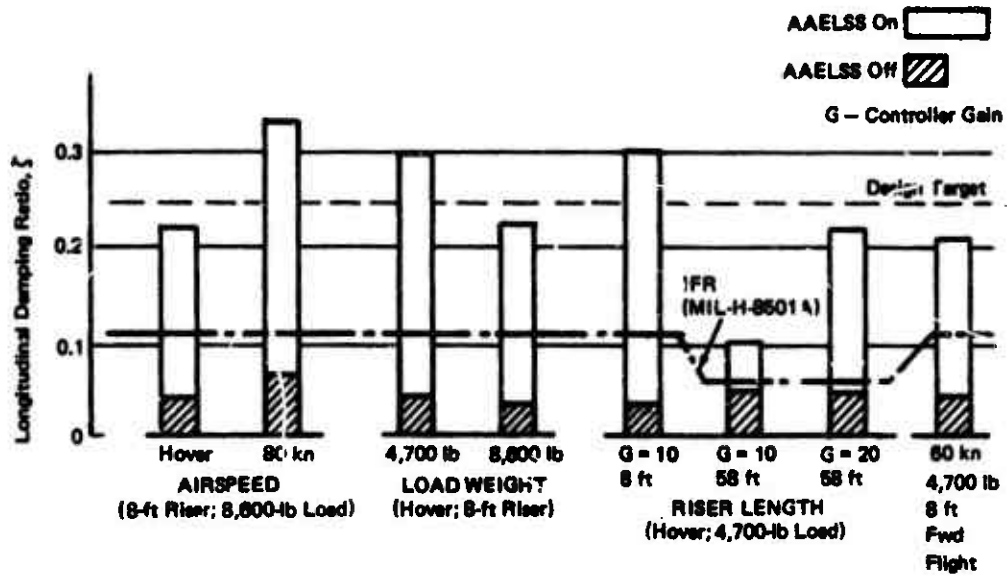 AAELSS On
AAELSS Off
G – Controller Gain
Longitudinal Damping Ratio, ζ
0.3
0.2
0.1
0
Design Target
IFR
(MIL-H-8501A)
Hover
80 kn
AIRSPEED
(8-ft Riser; 8,600-lb Load)
4,700 lb
8,600 lb
LOAD WEIGHT
(Hover; 8-ft Riser)
G = 10
8 ft
G = 10
58 ft
G = 20
58 ft
RISER LENGTH
(Hover; 4,700-lb Load)
60 kn
4,700 lb
8 ft
Fwd
Flight